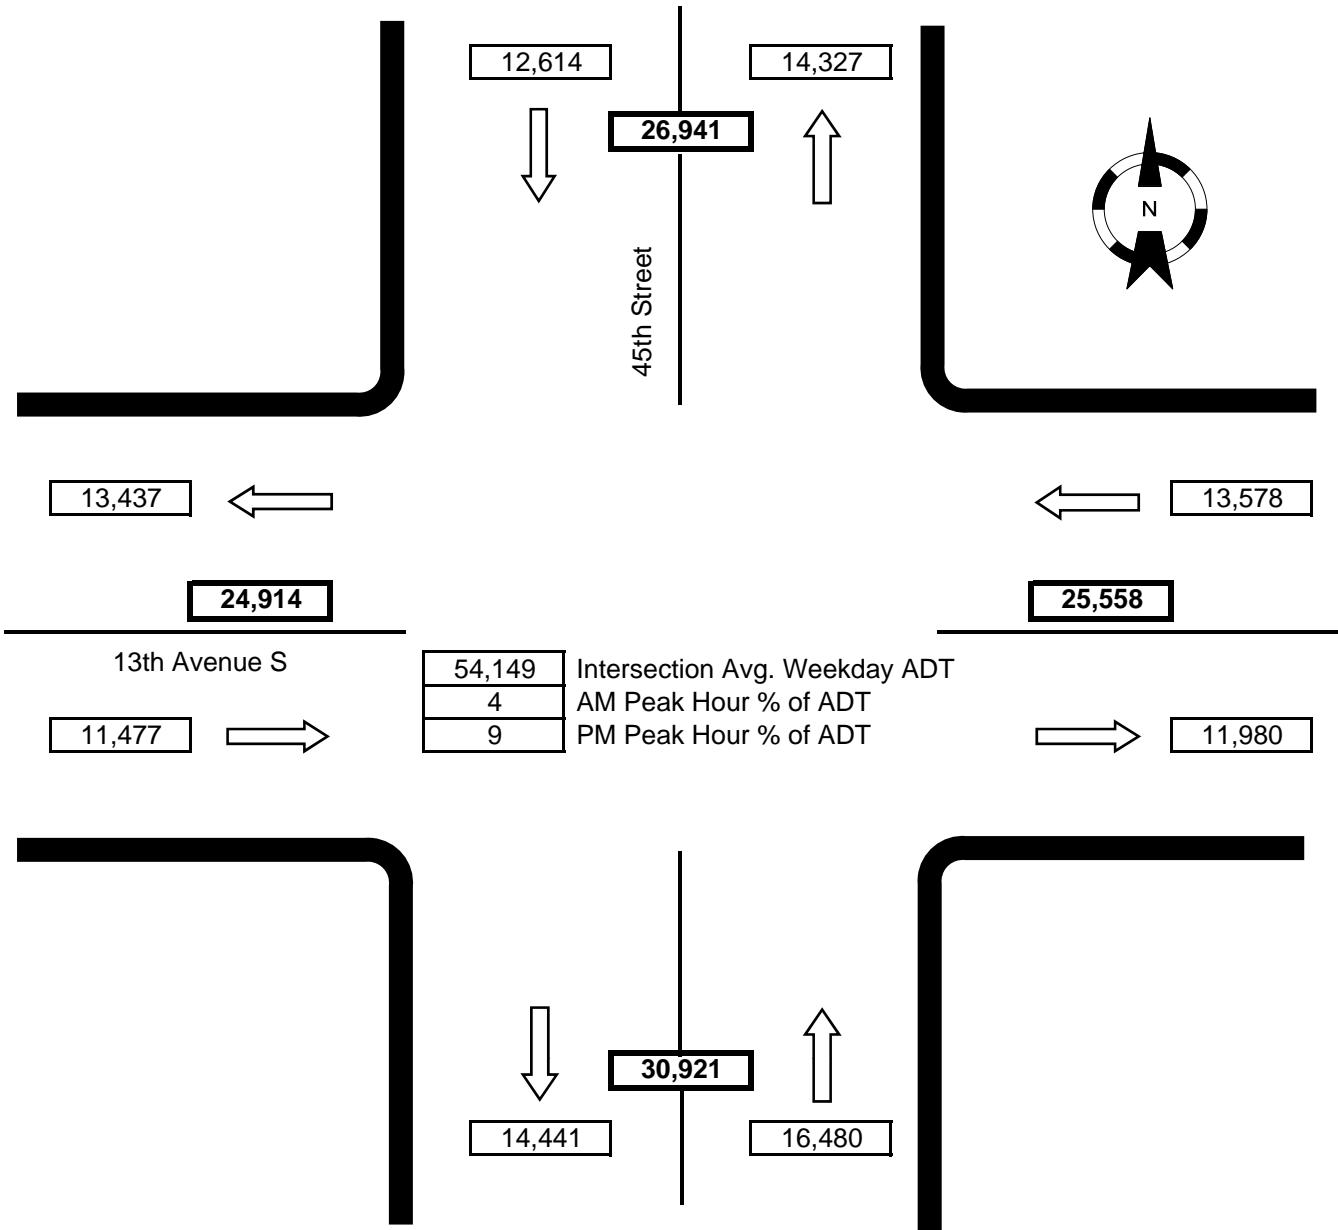 12,614
14,327
26,941
N
45th Street
13,437
13,578
24,914
25,558
13th Avenue S
54,149 Intersection Avg. Weekday ADT
4 AM Peak Hour % of ADT
9 PM Peak Hour % of ADT
11,477
11,980
30,921
14,441
16,480